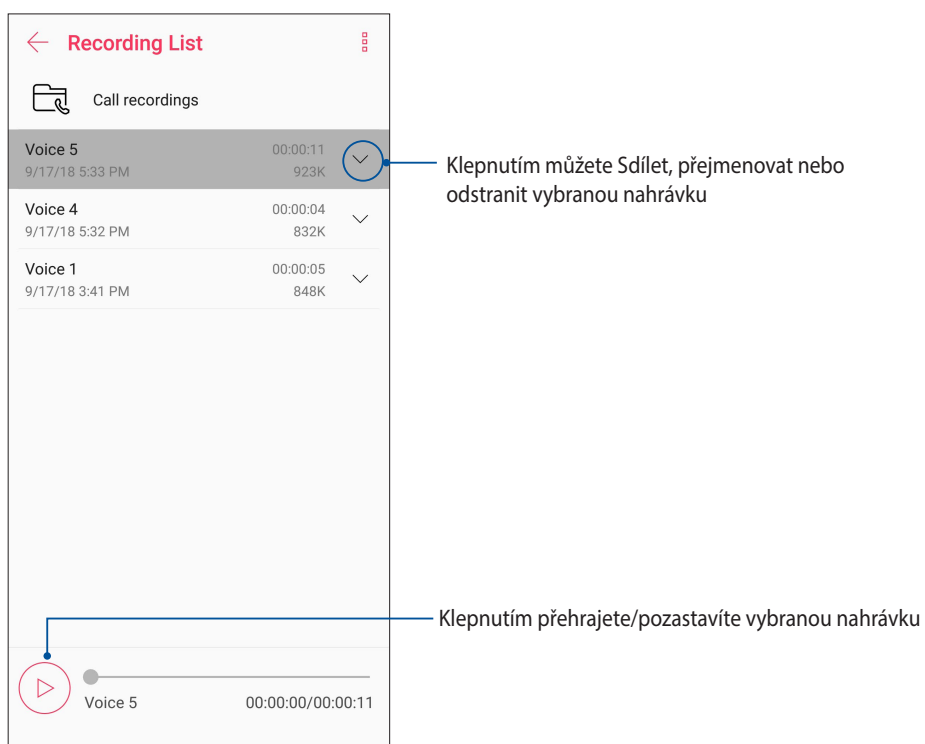 Recording List
Call recordings
Voice 5 00:00:11
9/17/18 5:33 PM 923K
Klepnutím můžete Sdílet, přejmenovat nebo
odstranit vybranou nahrávku
Voice 4 00:00:04
9/17/18 5:32 PM 832K
Voice 1 00:00:05
9/17/18 3:41 PM 848K
Klepnutím přehrajete/pozastavíte vybranou nahrávku
Voice 5 00:00:00/00:00:11